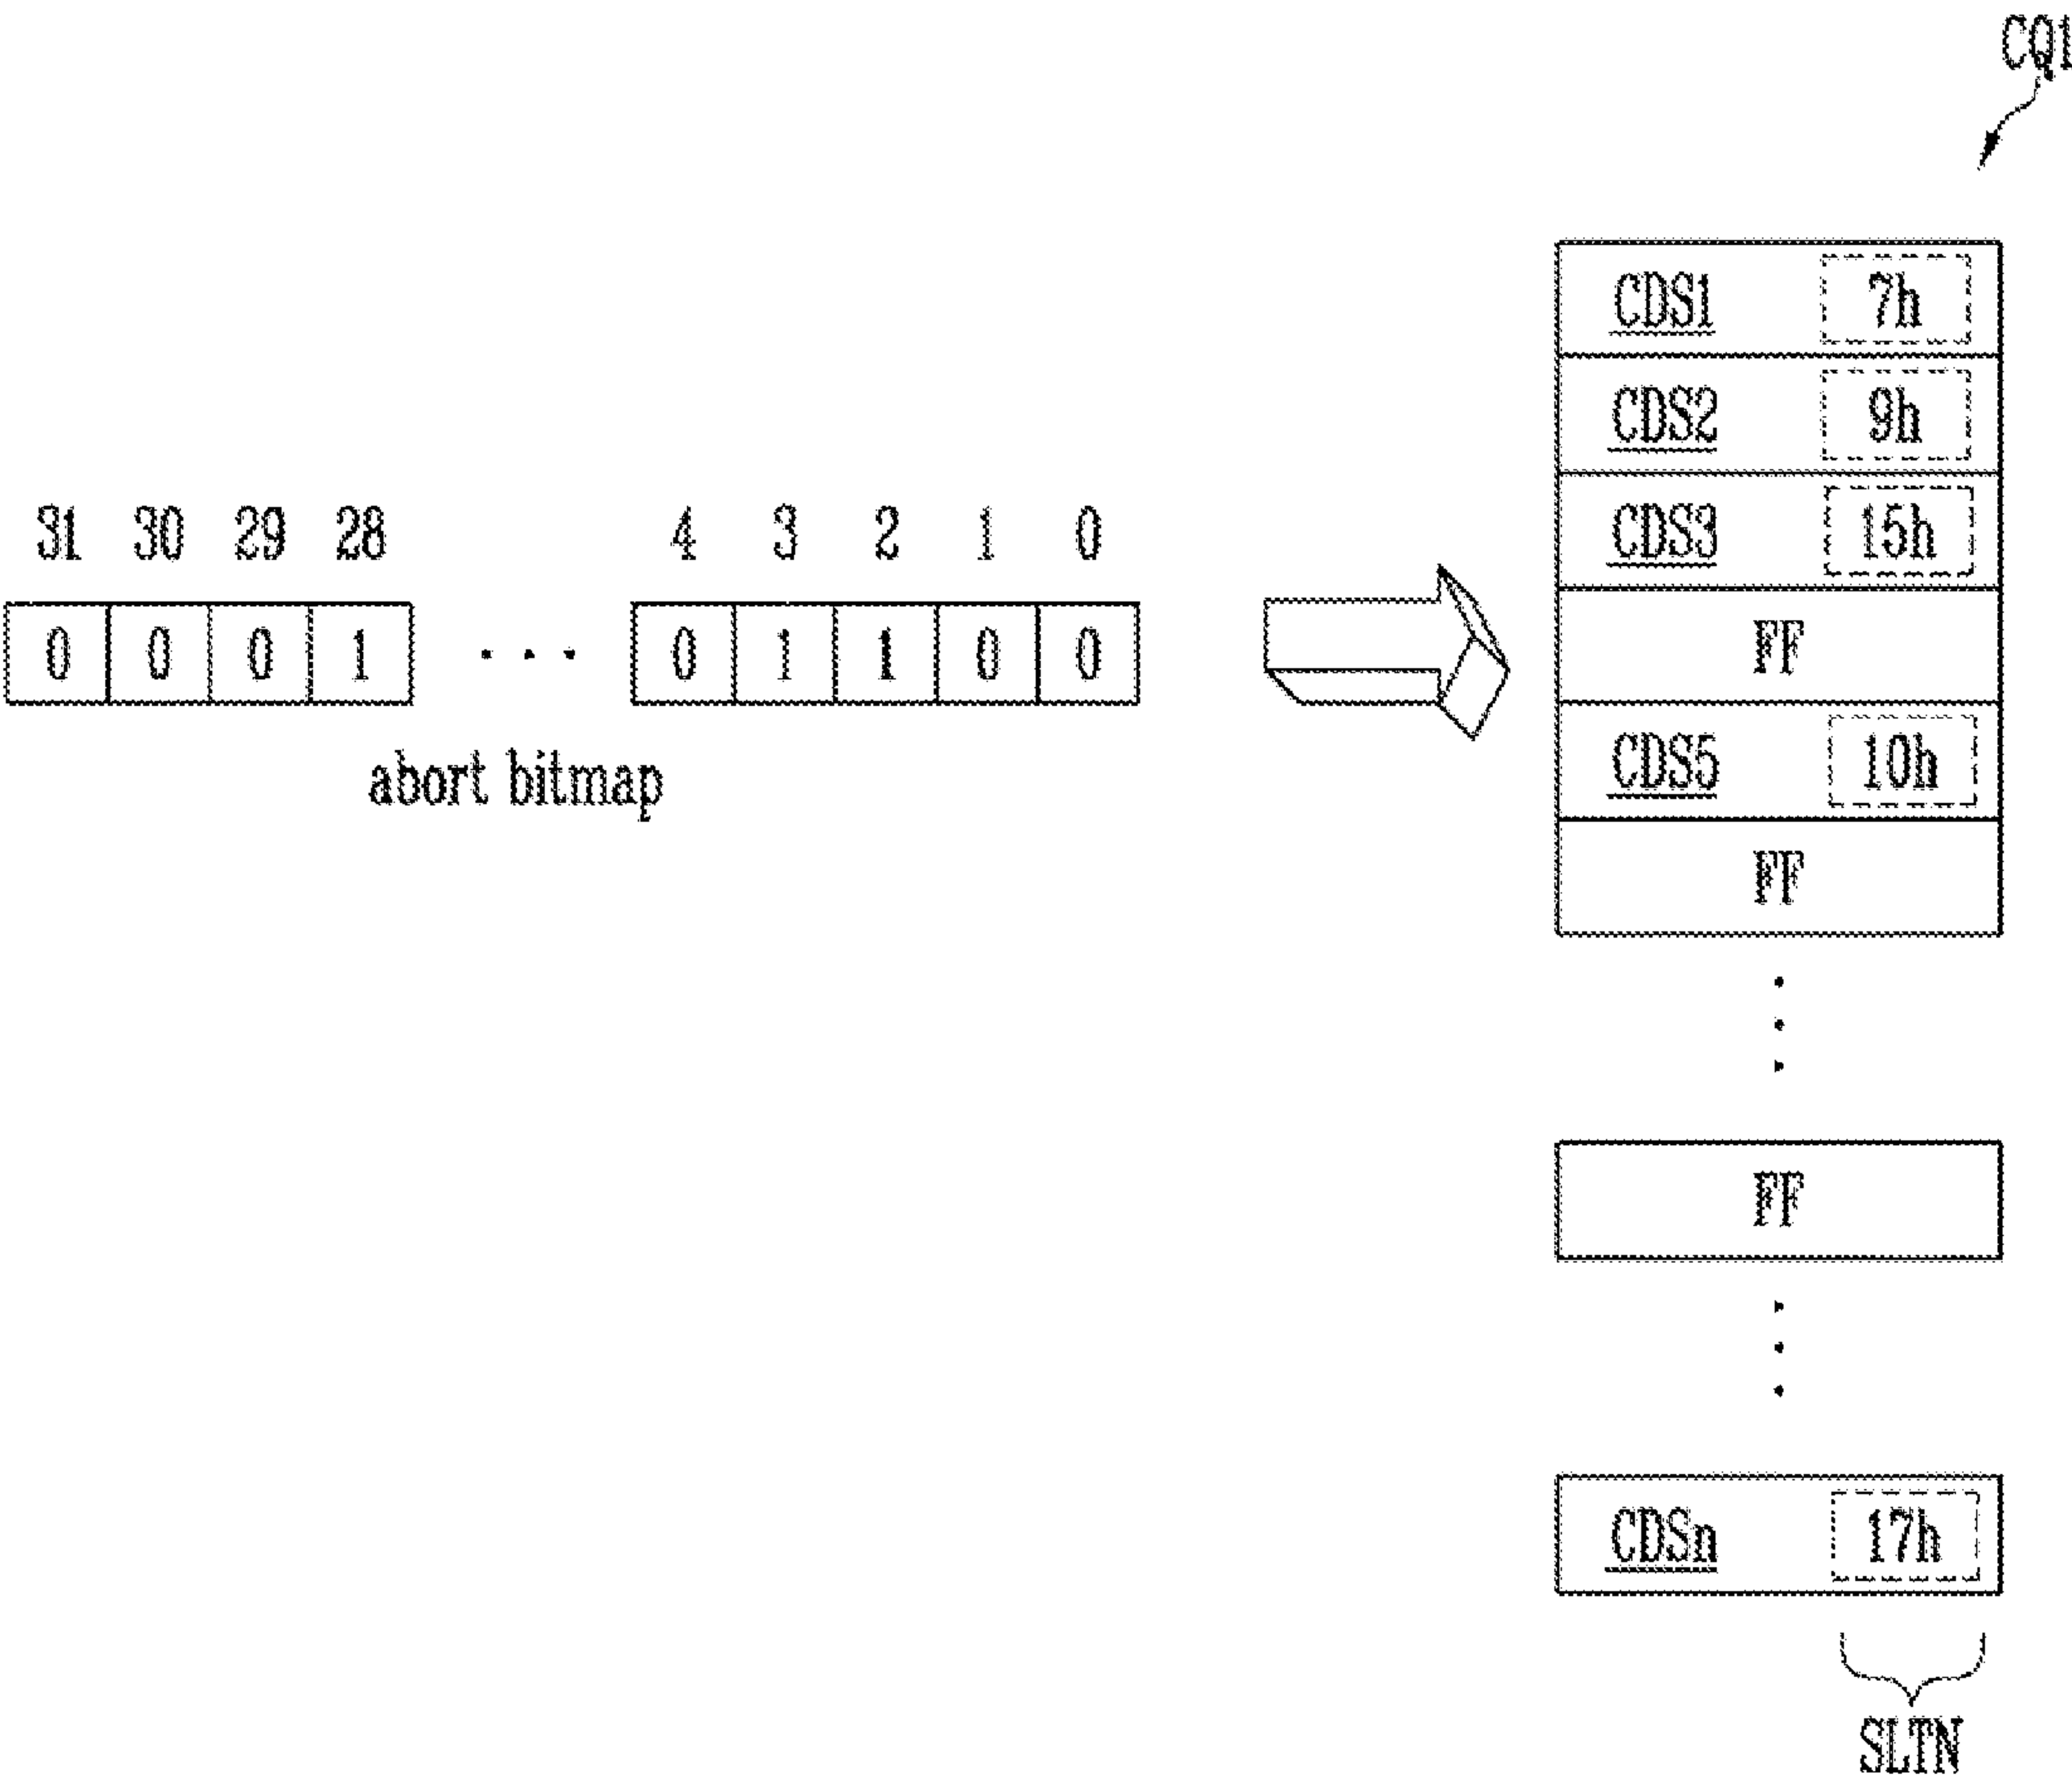 CQ1
CDS1 7h
CDS2 9h
31 30 29 28 4 3 2 1 0
CDS3 15h
0 0 0 1 ··· 0 1 1 0 0
FF
abort bitmap
CDS5 10h
FF
FF
CDSn 17h
SLTN